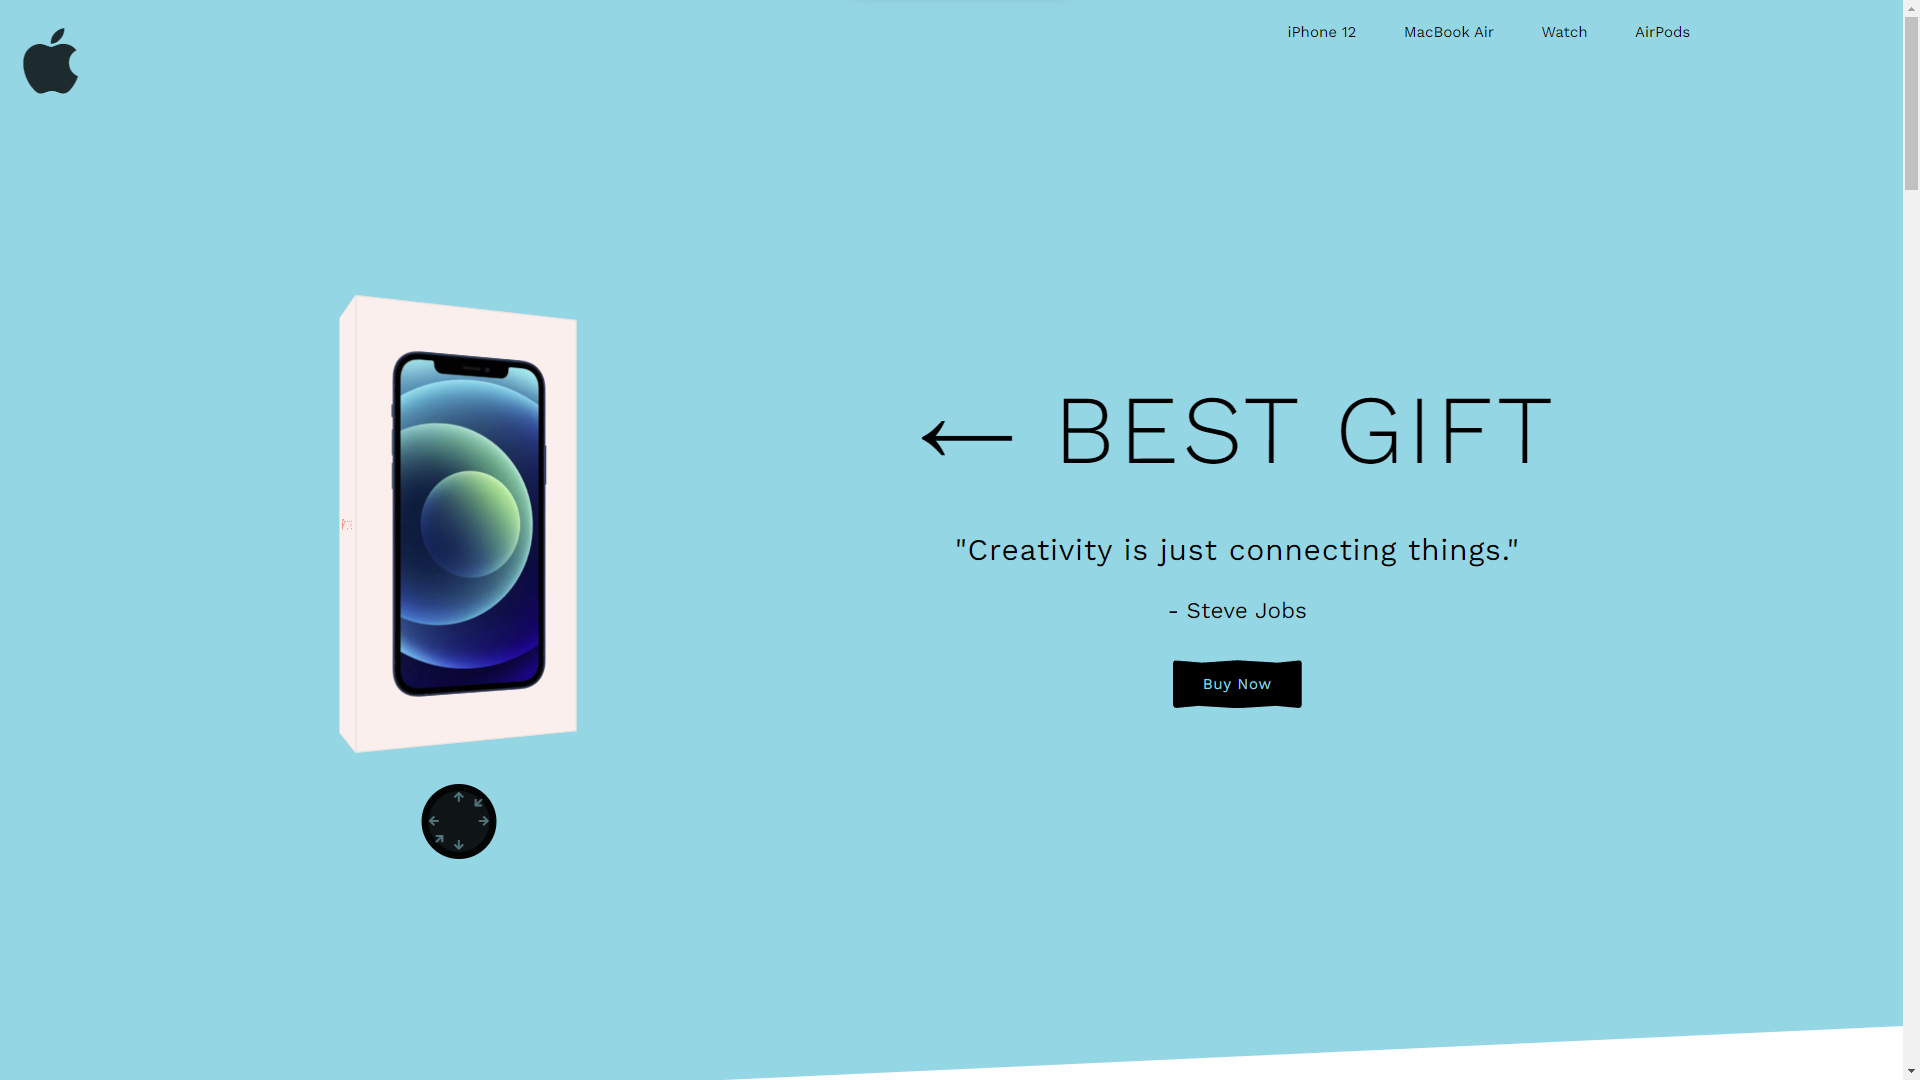 iPhone 12 MacBook Air Watch AirPods
← BEST GIFT
"Creativity is just connecting things."
- Steve Jobs
Buy Now